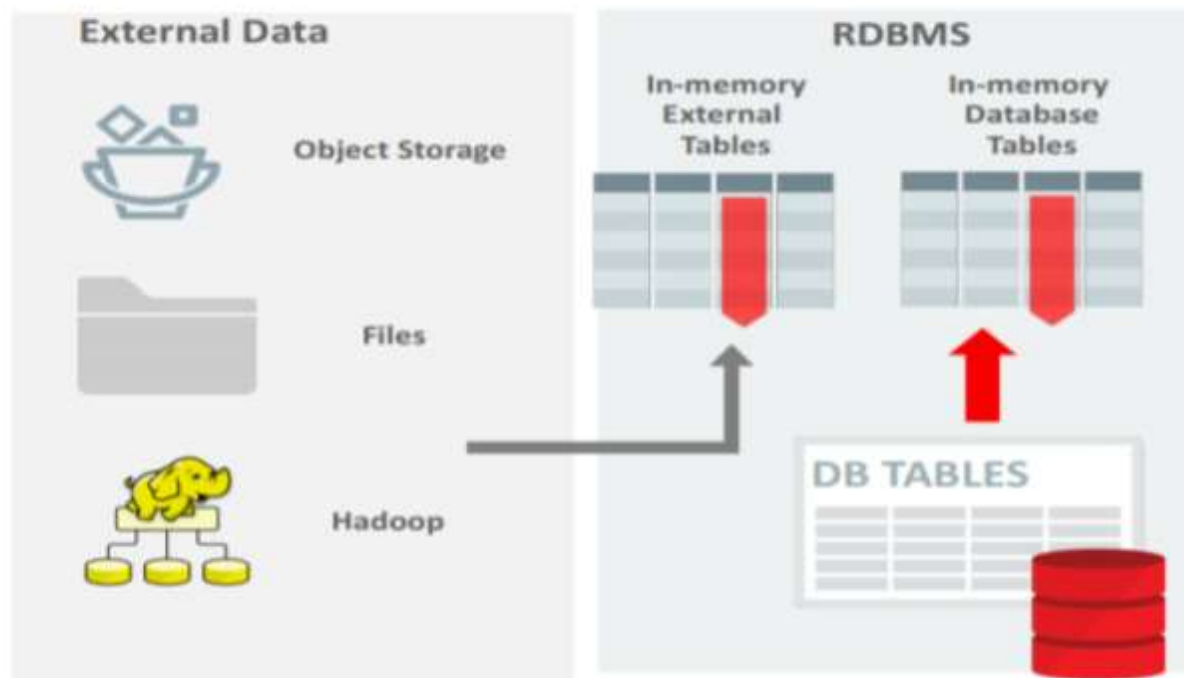 External Data
Object Storage
Files
Hadoop
RDBMS
In-memory
External
Tables
In-memory
Database
Tables
DB TABLES